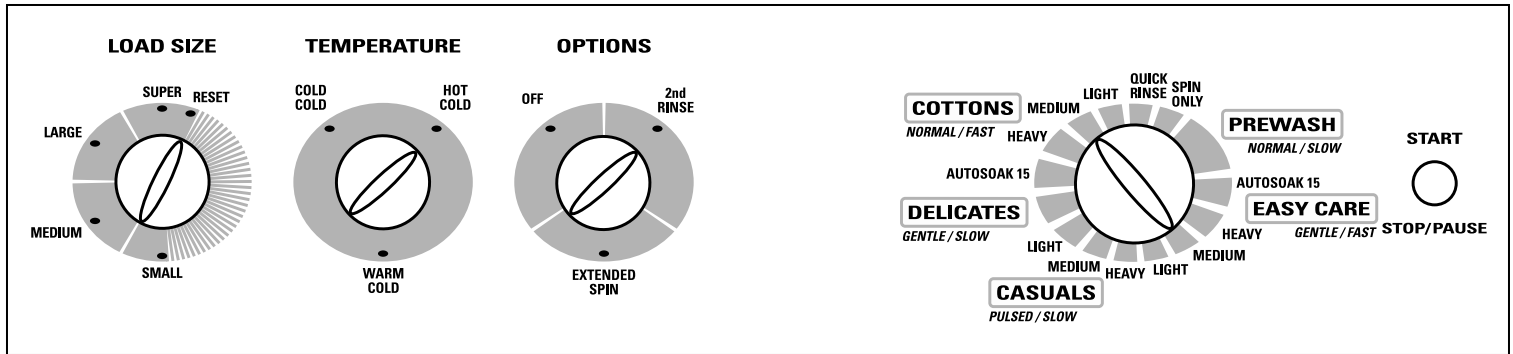 LOAD SIZE
SUPER
RESET
LARGE
MEDIUM
SMALL
TEMPERATURE
COLD
COLD
HOT
COLD
WARM
COLD
OPTIONS
OFF
2nd
RINSE
EXTENDED
SPIN
COTTONS
NORMAL / FAST
HEAVY
MEDIUM
LIGHT
QUICK
RINSE
SPIN
ONLY
PREWASH
NORMAL / SLOW
AUTOSOAK 15
EASY CARE
GENTLE / FAST
HEAVY
MEDIUM
LIGHT
CASUALS
PULSED / SLOW
HEAVY
MEDIUM
LIGHT
DELICATES
GENTLE / SLOW
AUTOSOAK 15
START
STOP/PAUSE